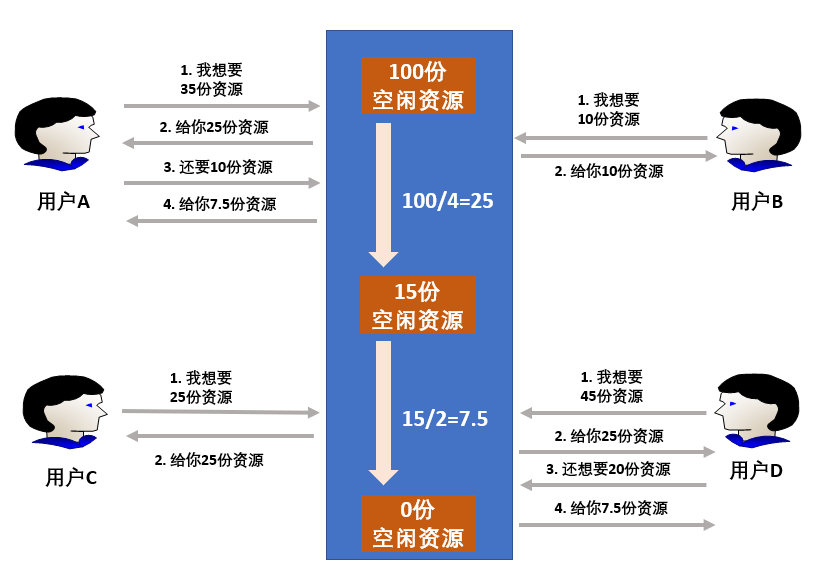 1. 我想要
35份资源
2. 给你25份资源
3. 还要10份资源
4. 给你7.5份资源
用户A
100份
空闲资源
100/4=25
15份
空闲资源
15/2=7.5
0份
空闲资源
1. 我想要
10份资源
2. 给你10份资源
用户B
1. 我想要
25份资源
2. 给你25份资源
用户C
1. 我想要
45份资源
2. 给你25份资源
3. 还想要20份资源
4. 给你7.5份资源
用户D